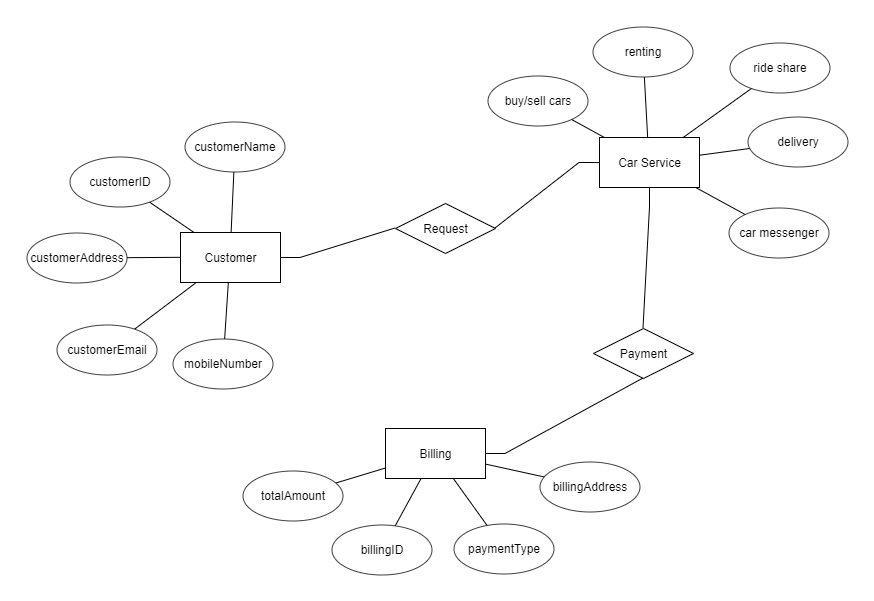 renting
ride share
buy/sell cars
delivery
customerName
Car Service
customerID
Request
car messenger
customerAddress
Customer
customerEmail
mobileNumber
Payment
Billing
totalAmount
billingAddress
billingID
paymentType